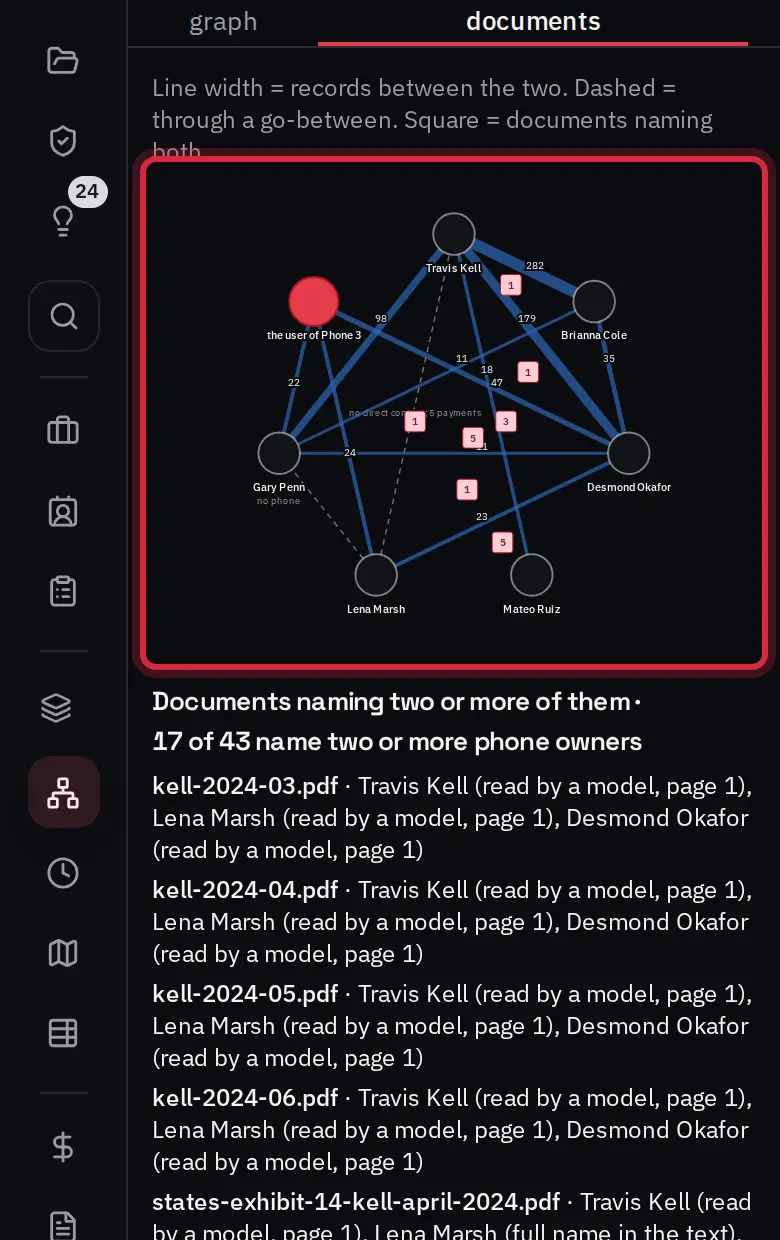 graph
documents
Line width = records between the two. Dashed =
through a go-between. Square = documents naming
both
24
Travis Kell
282
1
the user of Phone 3
98
179
Brianna Cole
11
35
18
1
22
47
1
3
5
24
Gary Penn
no phone
Desmond Okafor
1
23
5
Lena Marsh
Mateo Ruiz
Documents naming two or more of them ·
17 of 43 name two or more phone owners
kell-2024-03.pdf · Travis Kell (read by a model, page 1),
Lena Marsh (read by a model, page 1), Desmond Okafor
(read by a model, page 1)
kell-2024-04.pdf · Travis Kell (read by a model, page 1),
Lena Marsh (read by a model, page 1), Desmond Okafor
(read by a model, page 1)
kell-2024-05.pdf · Travis Kell (read by a model, page 1),
Lena Marsh (read by a model, page 1), Desmond Okafor
(read by a model, page 1)
kell-2024-06.pdf · Travis Kell (read by a model, page 1),
Lena Marsh (read by a model, page 1), Desmond Okafor
(read by a model, page 1)
states-exhibit-14-kell-april-2024.pdf · Travis Kell (read
by a model, page 1), Lena Marsh (full name in the text),